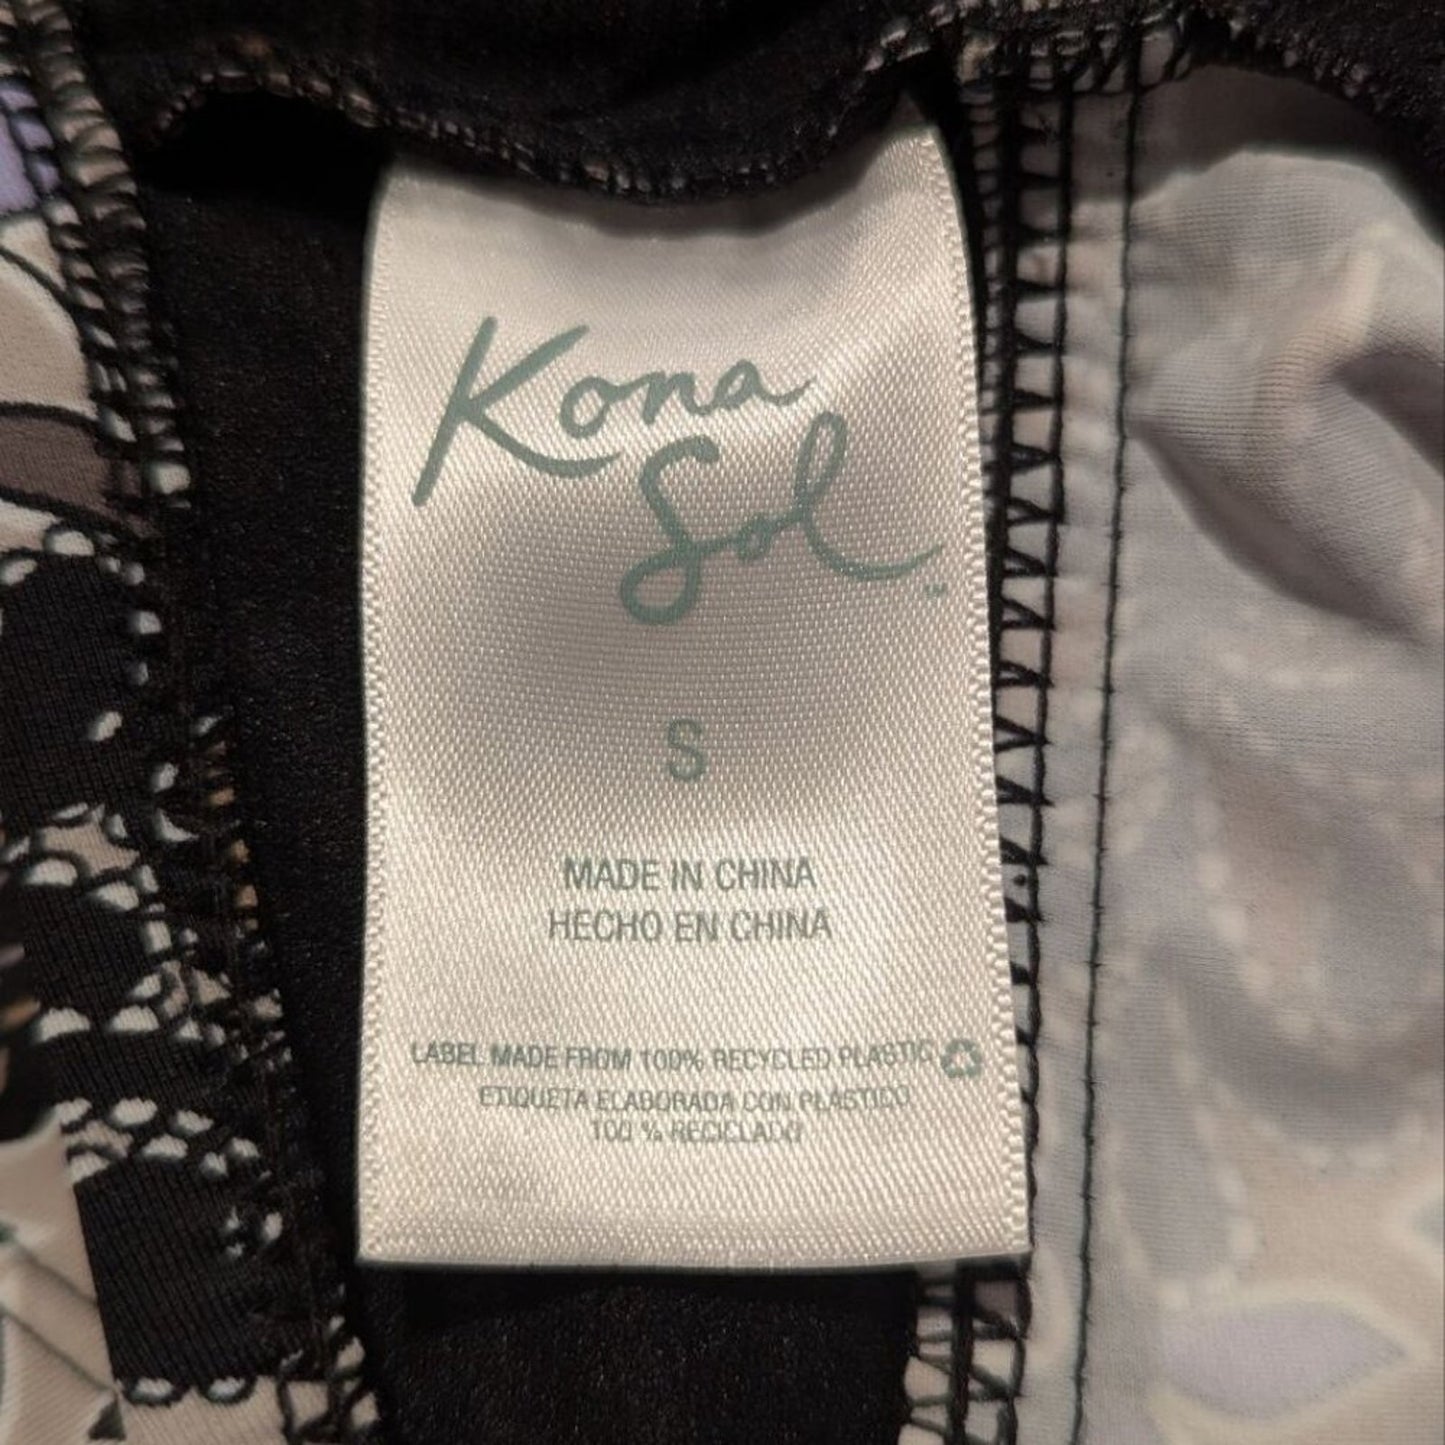 Kona
Sol
S
MADE IN CHINA
HECHO EN CHINA
LABEL MADE FROM 100% RECYCLED PLASTIC
ETIQUETA ELABORADA CON PLÁSTICO
100 % RECICLADO